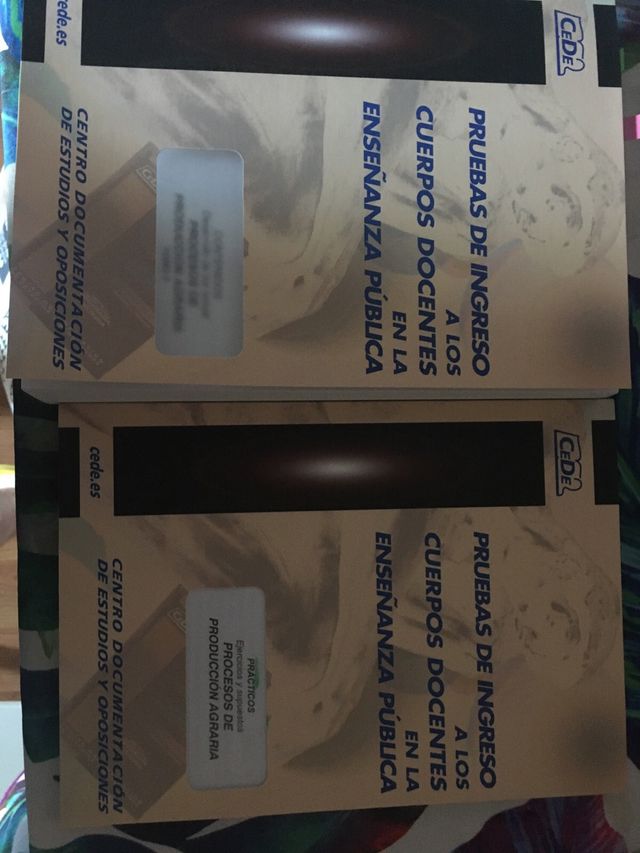 CEDE
PRUEBAS DE INGRESO
A LOS
CUERPOS DOCENTES
EN LA
ENSEÑANZA PÚBLICA
CENTRO DOCUMENTACIÓN
DE ESTUDIOS Y OPOSICIONES
cede.es
CEDE
PRUEBAS DE INGRESO
A LOS
CUERPOS DOCENTES
EN LA
ENSEÑANZA PÚBLICA
PRÁCTICOS
Ejercicios y supuestos
PROCESOS DE
PRODUCCIÓN AGRARIA
CENTRO DOCUMENTACIÓN
DE ESTUDIOS Y OPOSICIONES
cede.es